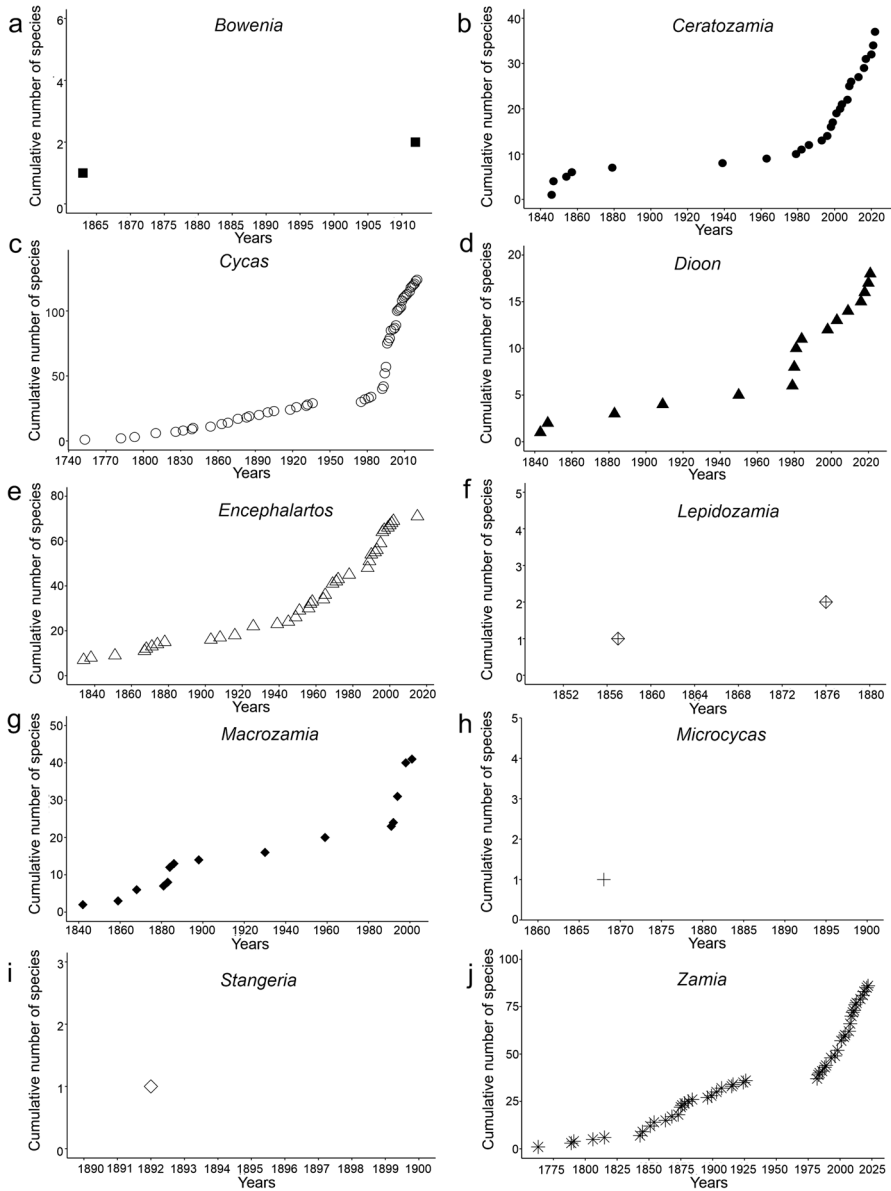 a
Bowenia
Cumulative number of species
6
4
2
0
1865 1870 1875 1880 1885 1890 1895 1900 1905 1910
Years
b
Ceratozamia
Cumulative number of species
40
30
20
10
0
1840 1860 1880 1900 1920 1940 1960 1980 2000 2020
Years
c
Cycas
Cumulative number of species
100
50
0
1740 1760 1790 1810 1840 1860 1890 1910 1930 1960 1980 2010
Years
d
Dioon
Cumulative number of species
20
15
10
5
0
1840 1860 1880 1900 1920 1940 1960 1980 2000 2020
Years
e
Encephalartos
Cumulative number of species
80
60
40
20
0
1840 1860 1880 1900 1920 1940 1960 1980 2000 2020
Years
f
Lepidozamia
Cumulative number of species
5
4
3
2
1
0
1852 1856 1860 1864 1868 1872 1876 1880
Years
g
Macrozamia
Cumulative number of species
50
40
30
20
10
0
1840 1860 1880 1900 1920 1940 1960 1980 2000
Years
h
Microcycas
Cumulative number of species
5
4
3
2
1
0
1860 1865 1870 1875 1880 1885 1890 1895 1900
Years
i
Stangeria
Cumulative number of species
3
2
1
0
1890 1891 1892 1893 1894 1895 1896 1897 1898 1899 1900
Years
j
Zamia
Cumulative number of species
100
75
50
25
0
1775 1800 1825 1850 1875 1900 1925 1950 1975 2000 2025
Years